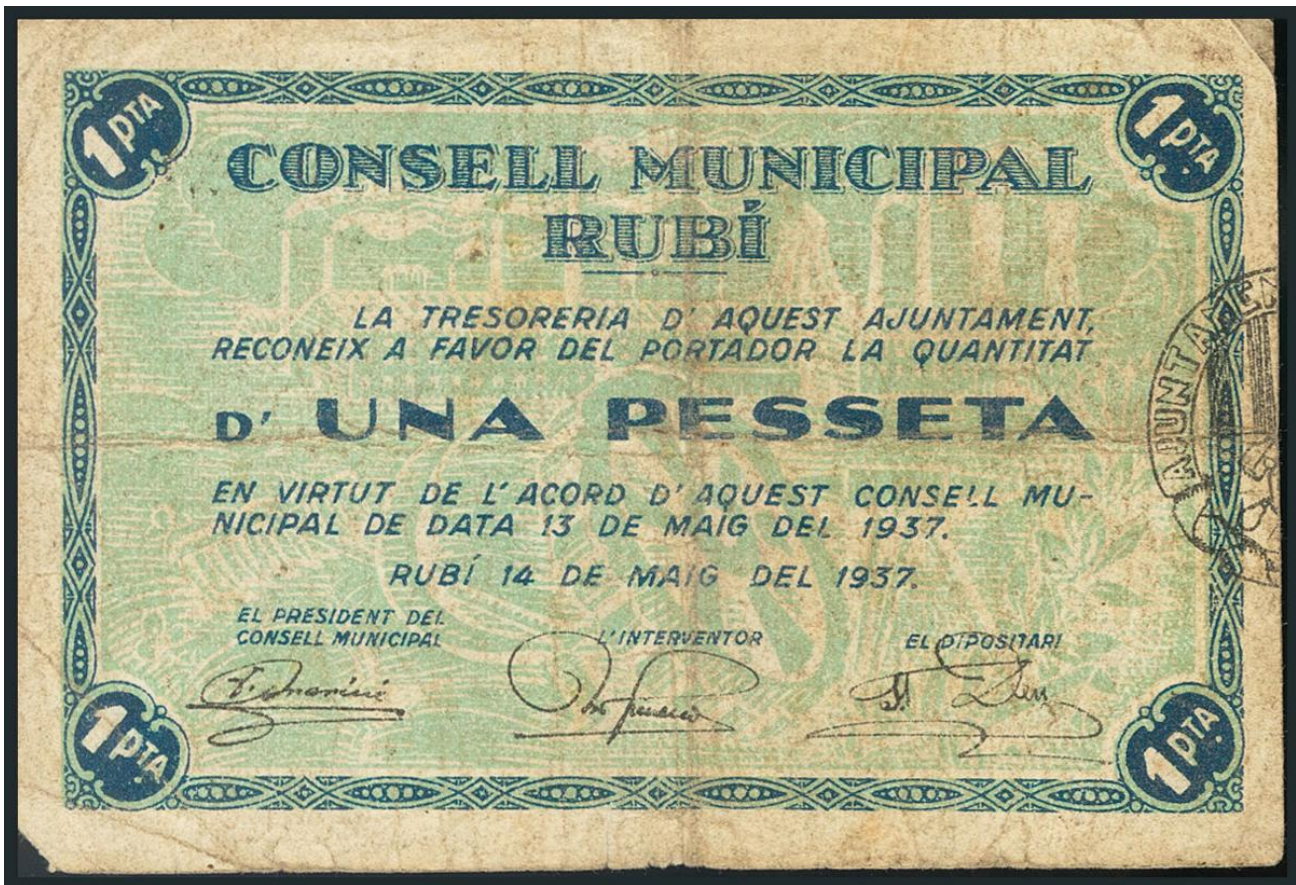 1 PTA
1 PTA
CONSELL MUNICIPAL
RUBÍ
LA TRESORERIA D' AQUEST AJUNTAMENT,
RECONEIX A FAVOR DEL PORTADOR LA QUANTITAT
D' UNA PESSETA
EN VIRTUT DE L' ACORD D' AQUEST CONSELL MU-
NICIPAL DE DATA 13 DE MAIG DEL 1937.
RUBÍ 14 DE MAIG DEL 1937.
EL PRESIDENT DEL
CONSELL MUNICIPAL
L'INTERVENTOR
EL DIPOSITARI
1 PTA
1 PTA